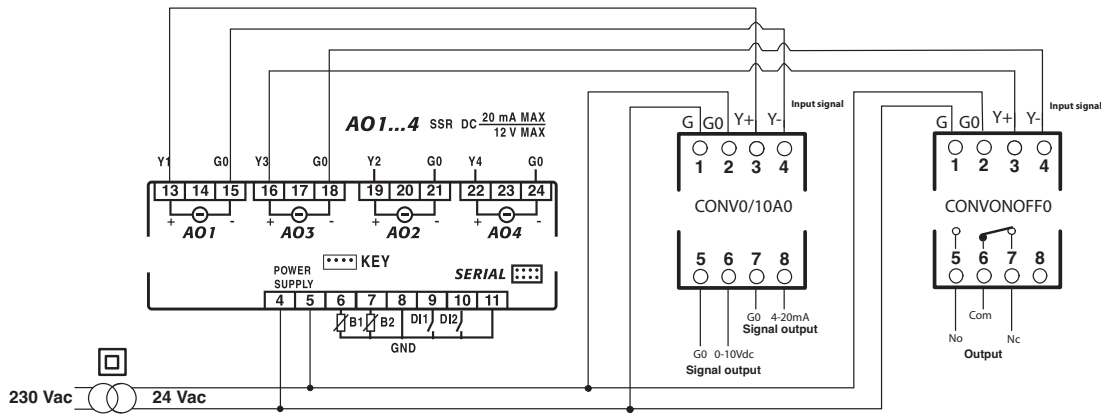 Input signal
Input signal
AO1...4 SSR DC 20 mA MAX
12 V MAX
G G0 Y+ Y-
G G0 Y+ Y-
Y1 G0 Y3 G0 Y2 G0 Y4 G0
13 14 15 16 17 18 19 20 21 22 23 24
+ - + - + - + -
AO1 AO3 AO2 AO4
1 2 3 4
CONV0/10A0
1 2 3 4
CONVONOFF0
KEY
SERIAL
POWER
SUPPLY
4 5 6 7 8 9 10 11
B1 B2 DI1 DI2
GND
5 6 7 8
G0 4-20mA
Signal output
G0 0-10Vdc
Signal output
5 6 7 8
Com
No Nc
Output
230 Vac 24 Vac